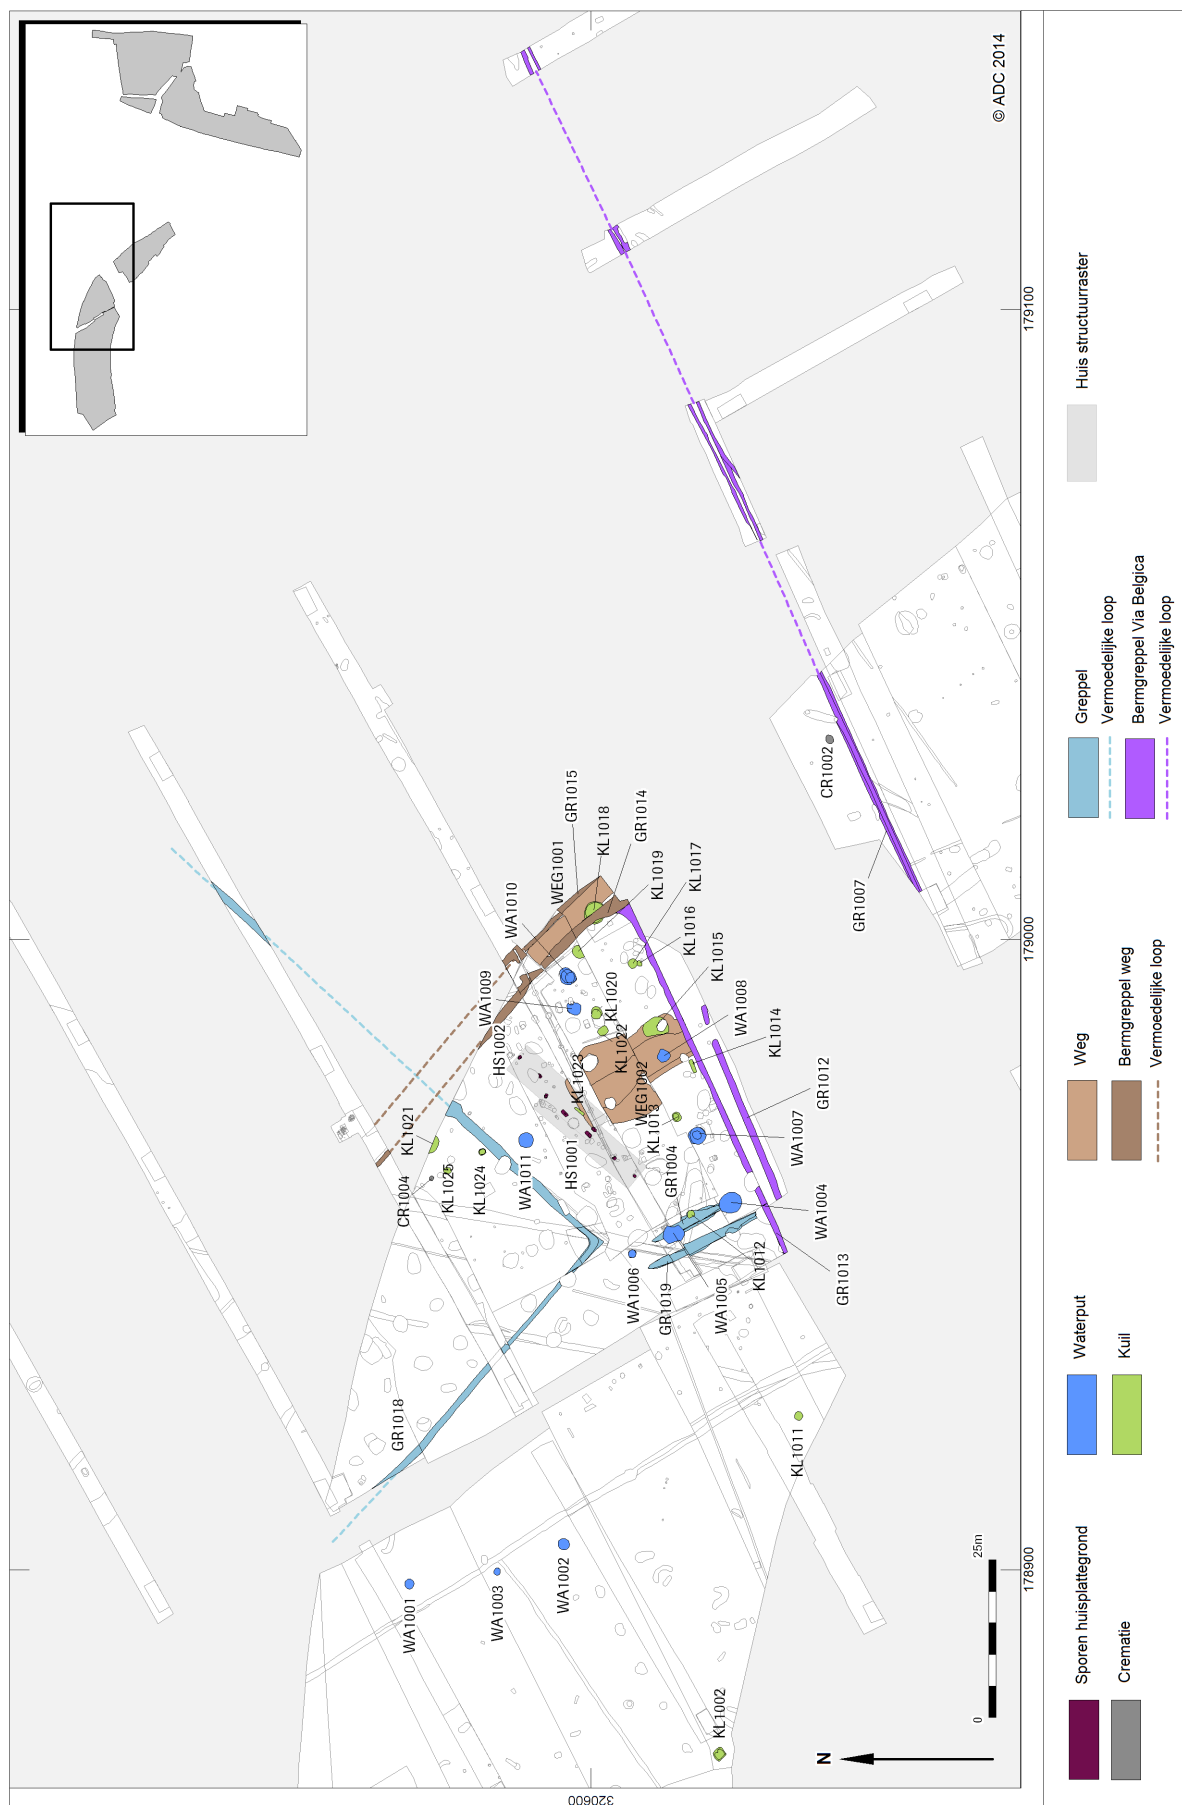 © ADC 2014
179100
179000
178900
320600
GR1015
KL1018
GR1014
WEG1001
KL1019
KL1017
WA1010
KL1016
KL1015
WA1009
KL1020
WA1008
HS1002
KL1022
KL1014
KL1023
WEG1002
GR1012
KL1021
KL1013
WA1007
CR1004
KL1025
KL1024
WA1011
HS1001
GR1004
WA1004
KL1012
GR1013
WA1006
GR1019
WA1005
GR1018
KL1011
CR1002
GR1007
WA1001
WA1003
WA1002
KL1002
N
0
25m
Sporen huisplattegrond
Crematie
Waterput
Kuil
Weg
Bermgreppel weg
Vermoedelijke loop
Greppel
Vermoedelijke loop
Bermgreppel Via Belgica
Vermoedelijke loop
Huis structuurraster